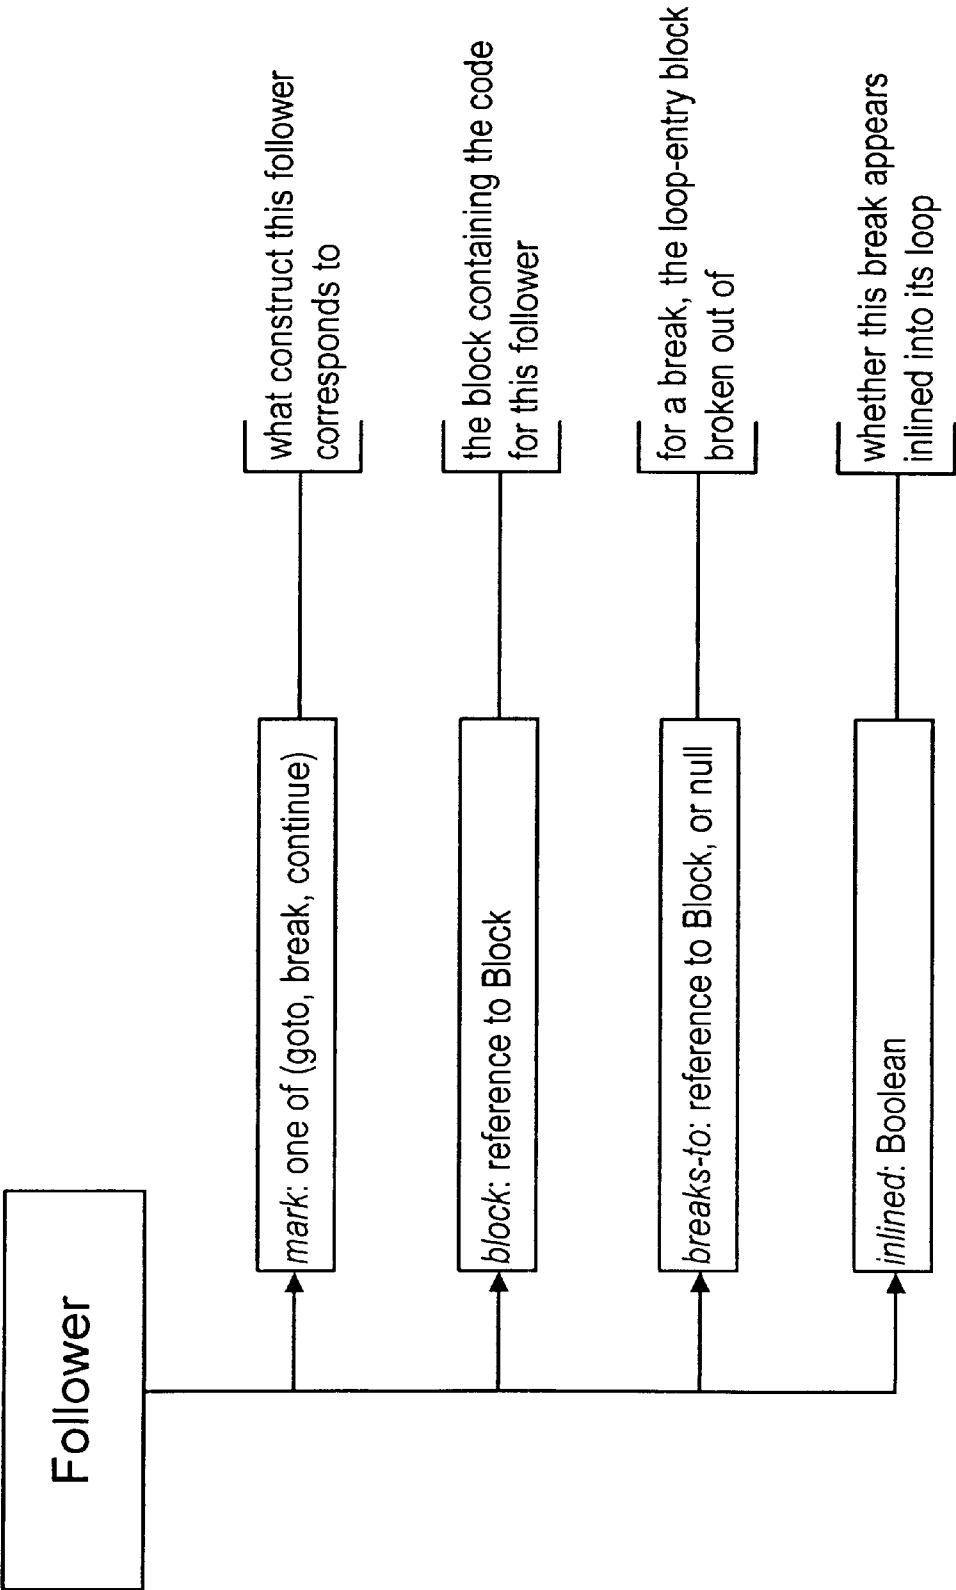 Follower
mark: one of (goto, break, continue)
what construct this follower
corresponds to
block: reference to Block
the block containing the code
for this follower
breaks-to: reference to Block, or null
for a break, the loop-entry block
broken out of
inlined: Boolean
whether this break appears
inlined into its loop